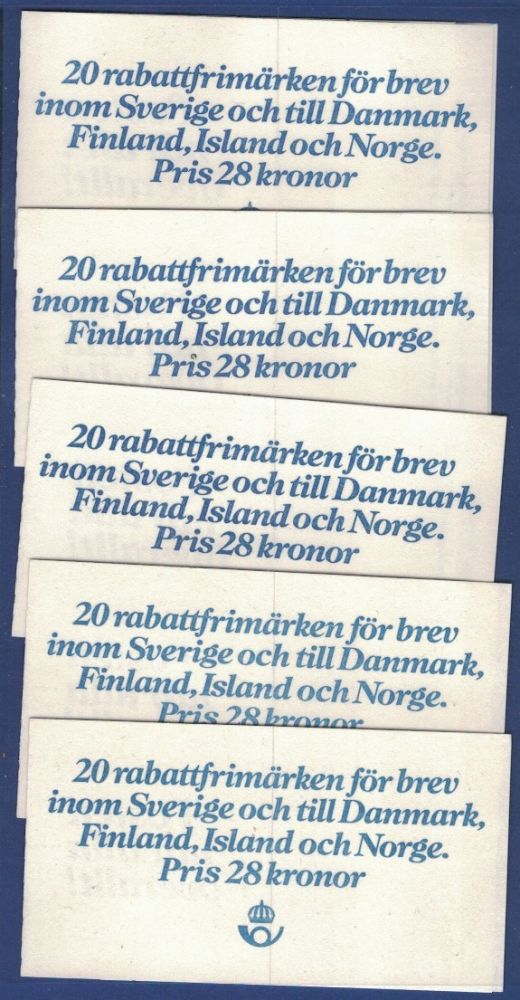 20 rabattfrimärken för brev
inom Sverige och till Danmark,
Finland, Island och Norge.
Pris 28 kronor
20 rabattfrimärken för brev
inom Sverige och till Danmark,
Finland, Island och Norge.
Pris 28 kronor
20 rabattfrimärken för brev
inom Sverige och till Danmark,
Finland, Island och Norge.
Pris 28 kronor
20 rabattfrimärken för brev
inom Sverige och till Danmark,
Finland, Island och Norge.
Pris 28 kronor
20 rabattfrimärken för brev
inom Sverige och till Danmark,
Finland, Island och Norge.
Pris 28 kronor